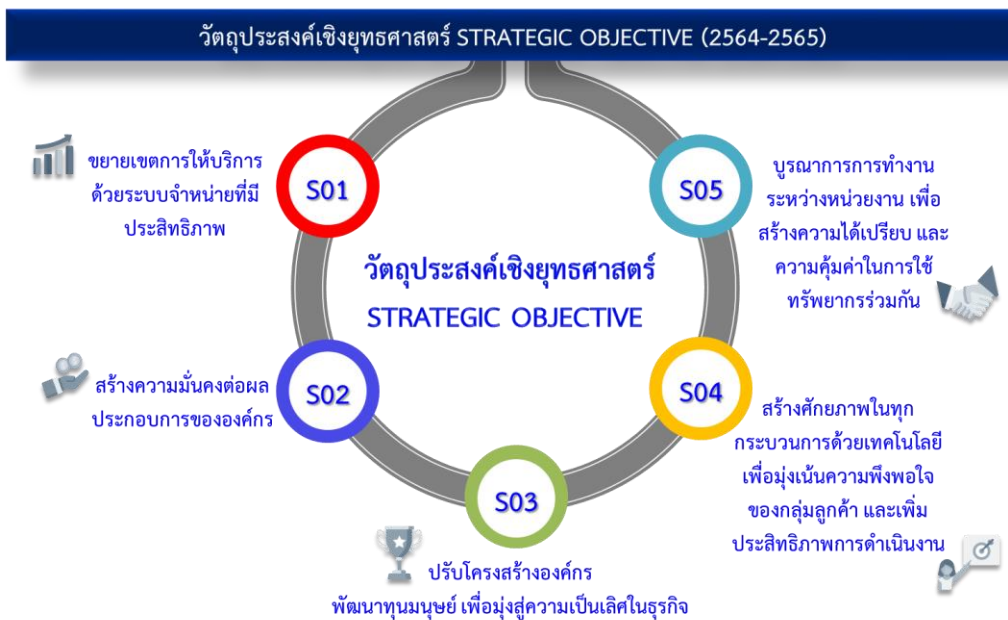 วัตถุประสงค์เชิงยุทธศาสตร์ STRATEGIC OBJECTIVE (2564-2565)
S01
ขยายเขตการให้บริการ
ด้วยระบบจำหน่ายที่มี
ประสิทธิภาพ
S05
บูรณาการการทำงาน
ระหว่างหน่วยงาน เพื่อ
สร้างความได้เปรียบ และ
ความคุ้มค่าในการใช้
ทรัพยากรร่วมกัน
วัตถุประสงค์เชิงยุทธศาสตร์
STRATEGIC OBJECTIVE
S02
สร้างความมั่นคงต่อผล
ประกอบการขององค์กร
S04
สร้างศักยภาพในทุก
กระบวนการด้วยเทคโนโลยี
เพื่อมุ่งเน้นความพึงพอใจ
ของกลุ่มลูกค้า และเพิ่ม
ประสิทธิภาพการดำเนินงาน
S03
ปรับโครงสร้างองค์กร
พัฒนาทุนมนุษย์ เพื่อมุ่งสู่ความเป็นเลิศในธุรกิจ